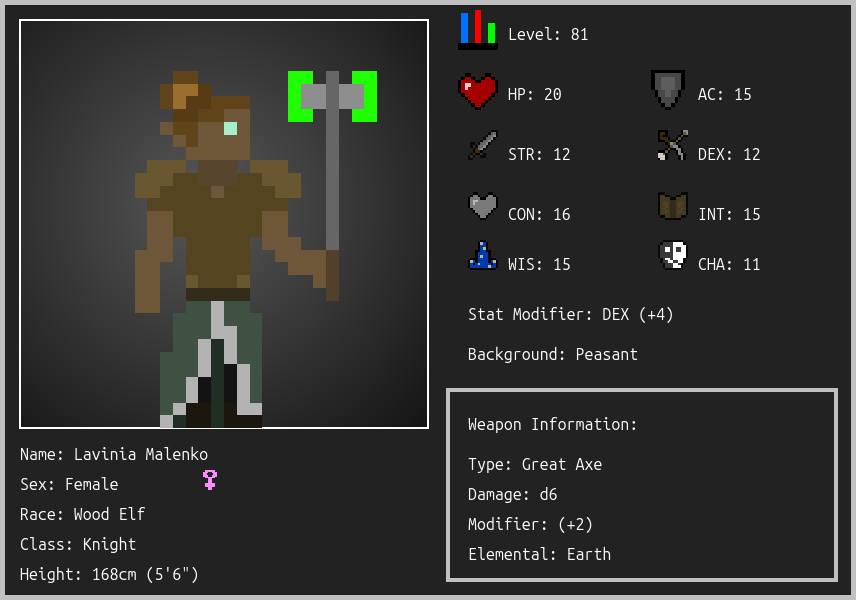 Level: 81
HP: 20
AC: 15
STR: 12
DEX: 12
CON: 16
INT: 15
WIS: 15
CHA: 11
Stat Modifier: DEX (+4)
Background: Peasant
Weapon Information:
Type: Great Axe
Damage: d6
Modifier: (+2)
Elemental: Earth
Name: Lavinia Malenko
Sex: Female
Race: Wood Elf
Class: Knight
Height: 168cm (5'6")